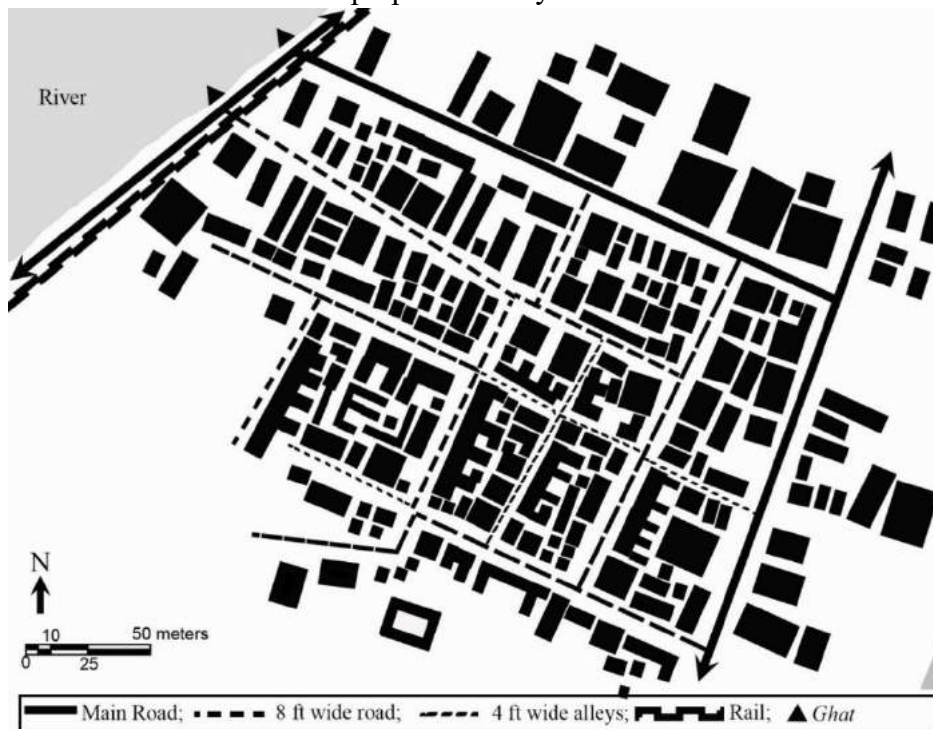 River
N
10 50 meters
0 25
Main Road; 8 ft wide road; 4 ft wide alleys; Rail; Ghat